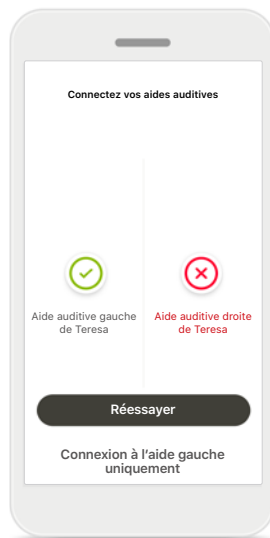 Connectez vos aides auditives
Aide auditive gauche
de Teresa
Aide auditive droite
de Teresa
Réessayer
Connexion à l’aide gauche
uniquement